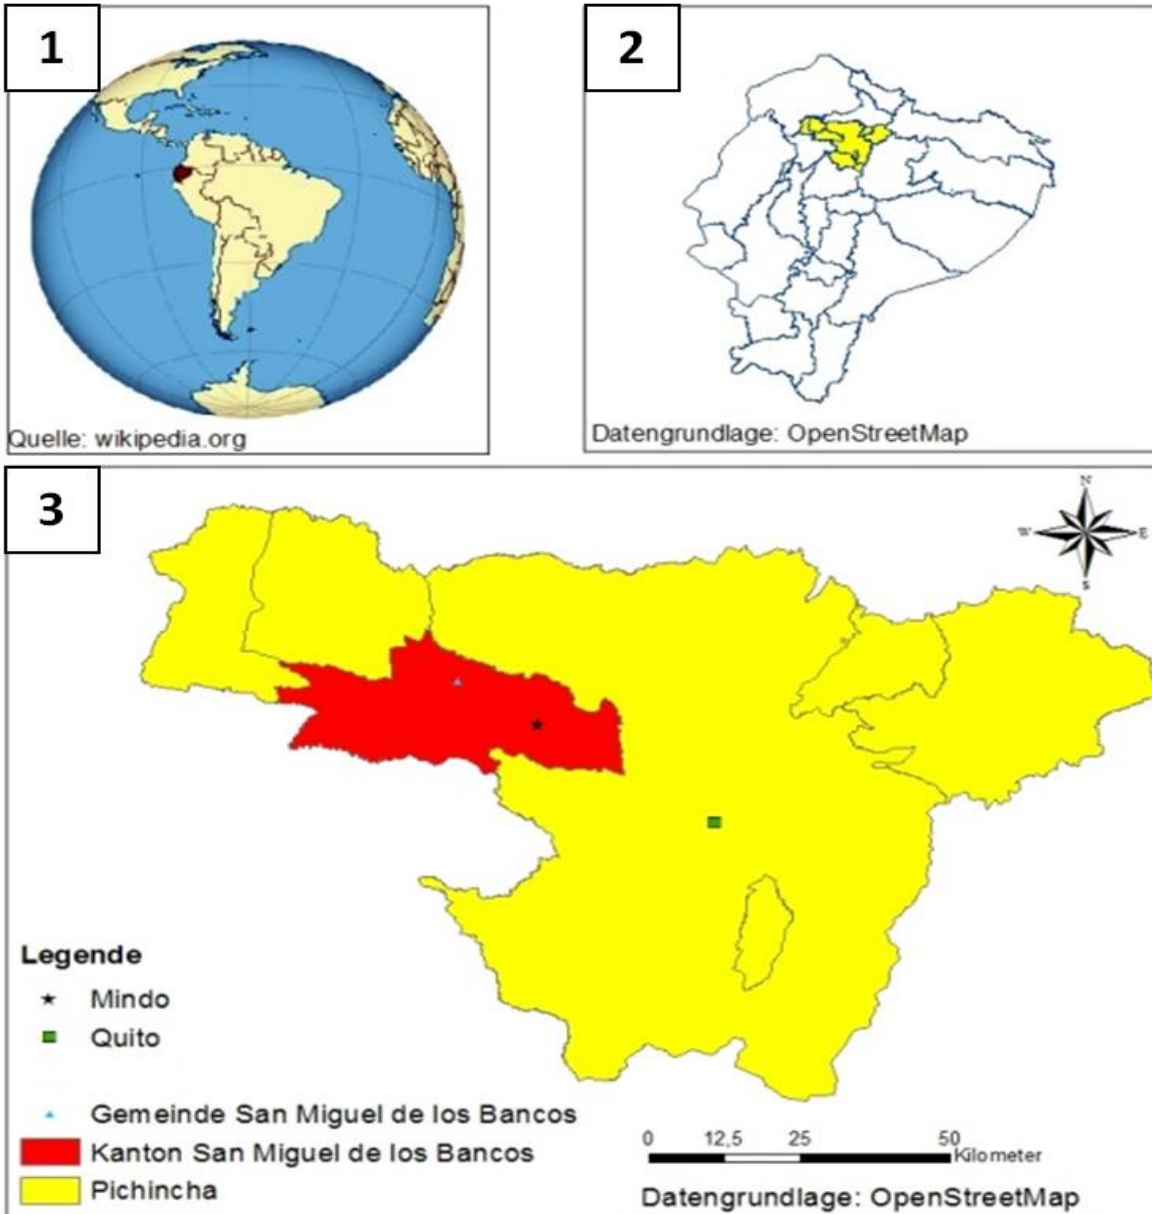 1
Quelle: wikipedia.org
2
Datengrundlage: OpenStreetMap
3
N
W E
S
Legende
Mindo
Quito
Gemeinde San Miguel de los Bancos
Kanton San Miguel de los Bancos
Pichincha
0 12,5 25 50
Kilometer
Datengrundlage: OpenStreetMap